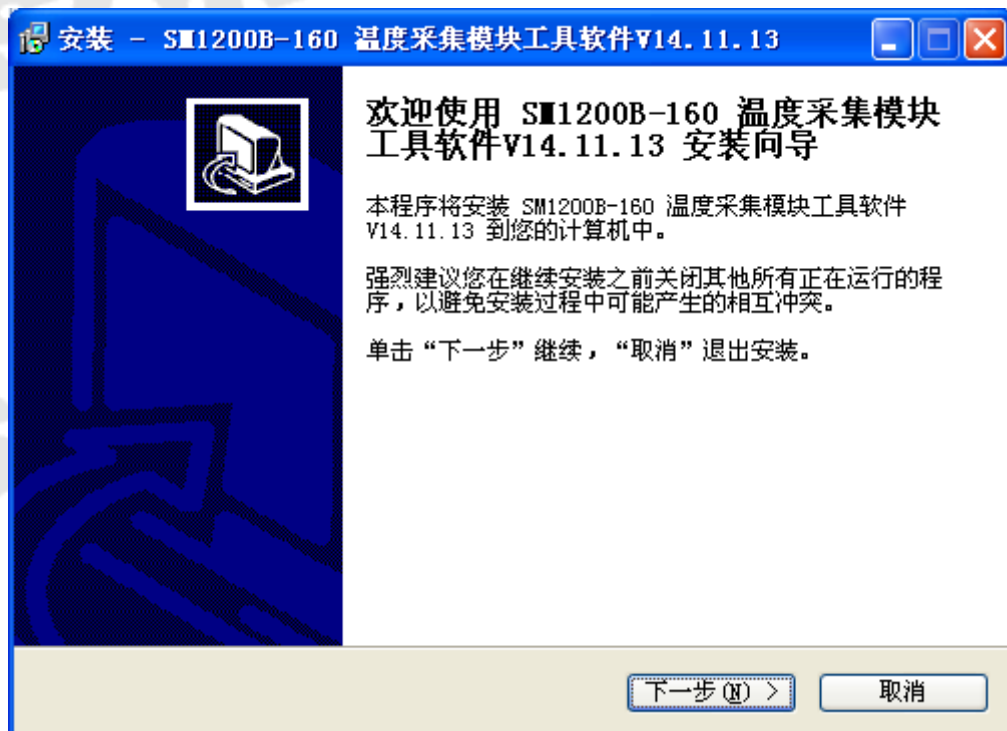 安装 - SM1200B-160 温度采集模块工具软件V14.11.13
欢迎使用 SM1200B-160 温度采集模块
工具软件V14.11.13 安装向导
本程序将安装 SM1200B-160 温度采集模块工具软件
V14.11.13 到您的计算机中。
强烈建议您在继续安装之前关闭其他所有正在运行的程
序，以避免安装过程中可能产生的相互冲突。
单击“下一步”继续，“取消”退出安装。
下一步(N) >
取消